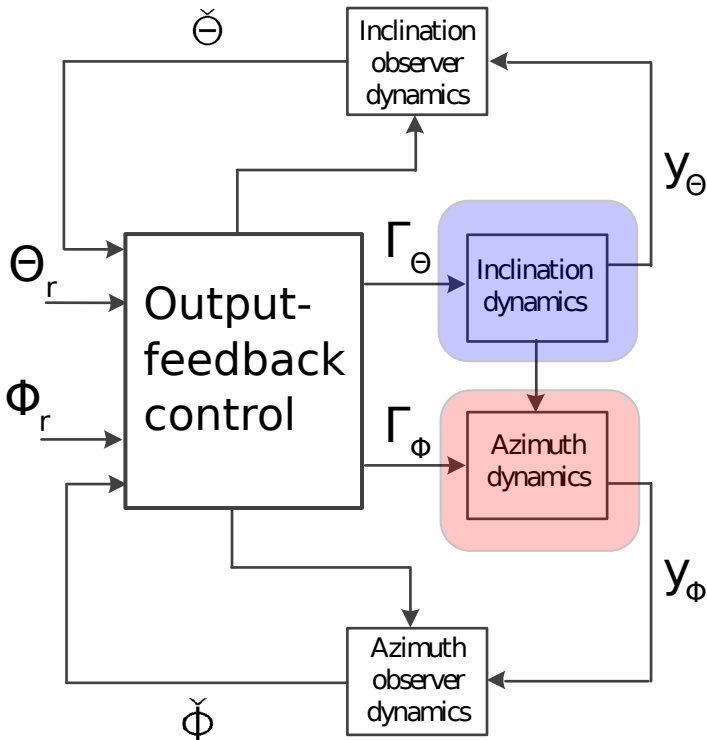 Θ̌
Inclination
observer
dynamics
y_Θ
Θ_r
Γ_Θ
Inclination
dynamics
Output-
feedback
control
Φ_r
Γ_Φ
Azimuth
dynamics
y_Φ
Azimuth
observer
dynamics
Φ̌